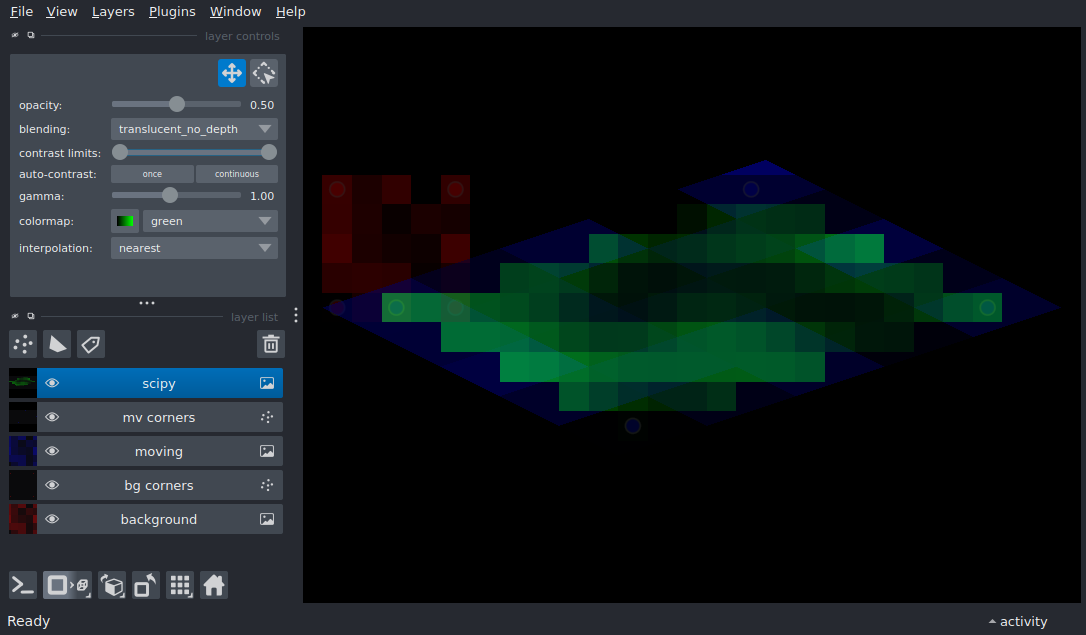 File View Layers Plugins Window Help
layer controls
opacity: 0.50
blending: translucent_no_depth
contrast limits:
auto-contrast: once continuous
gamma: 1.00
colormap: green
interpolation: nearest
layer list
scipy
mv corners
moving
bg corners
background
Ready
activity